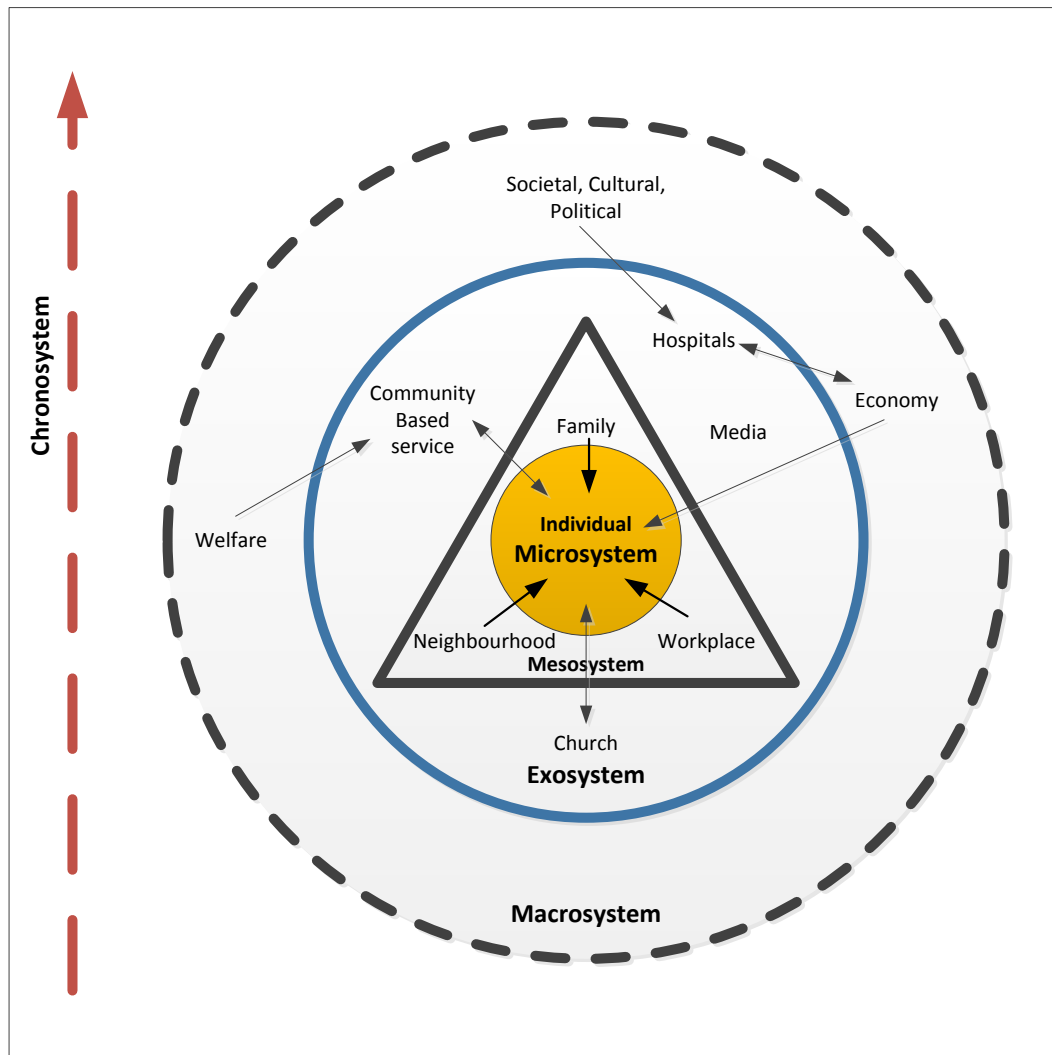 Chronosystem
Societal, Cultural,
Political
Hospitals
Economy
Community
Based
service
Family
Media
Welfare
Individual
Microsystem
Neighbourhood
Workplace
Mesosystem
Church
Exosystem
Macrosystem